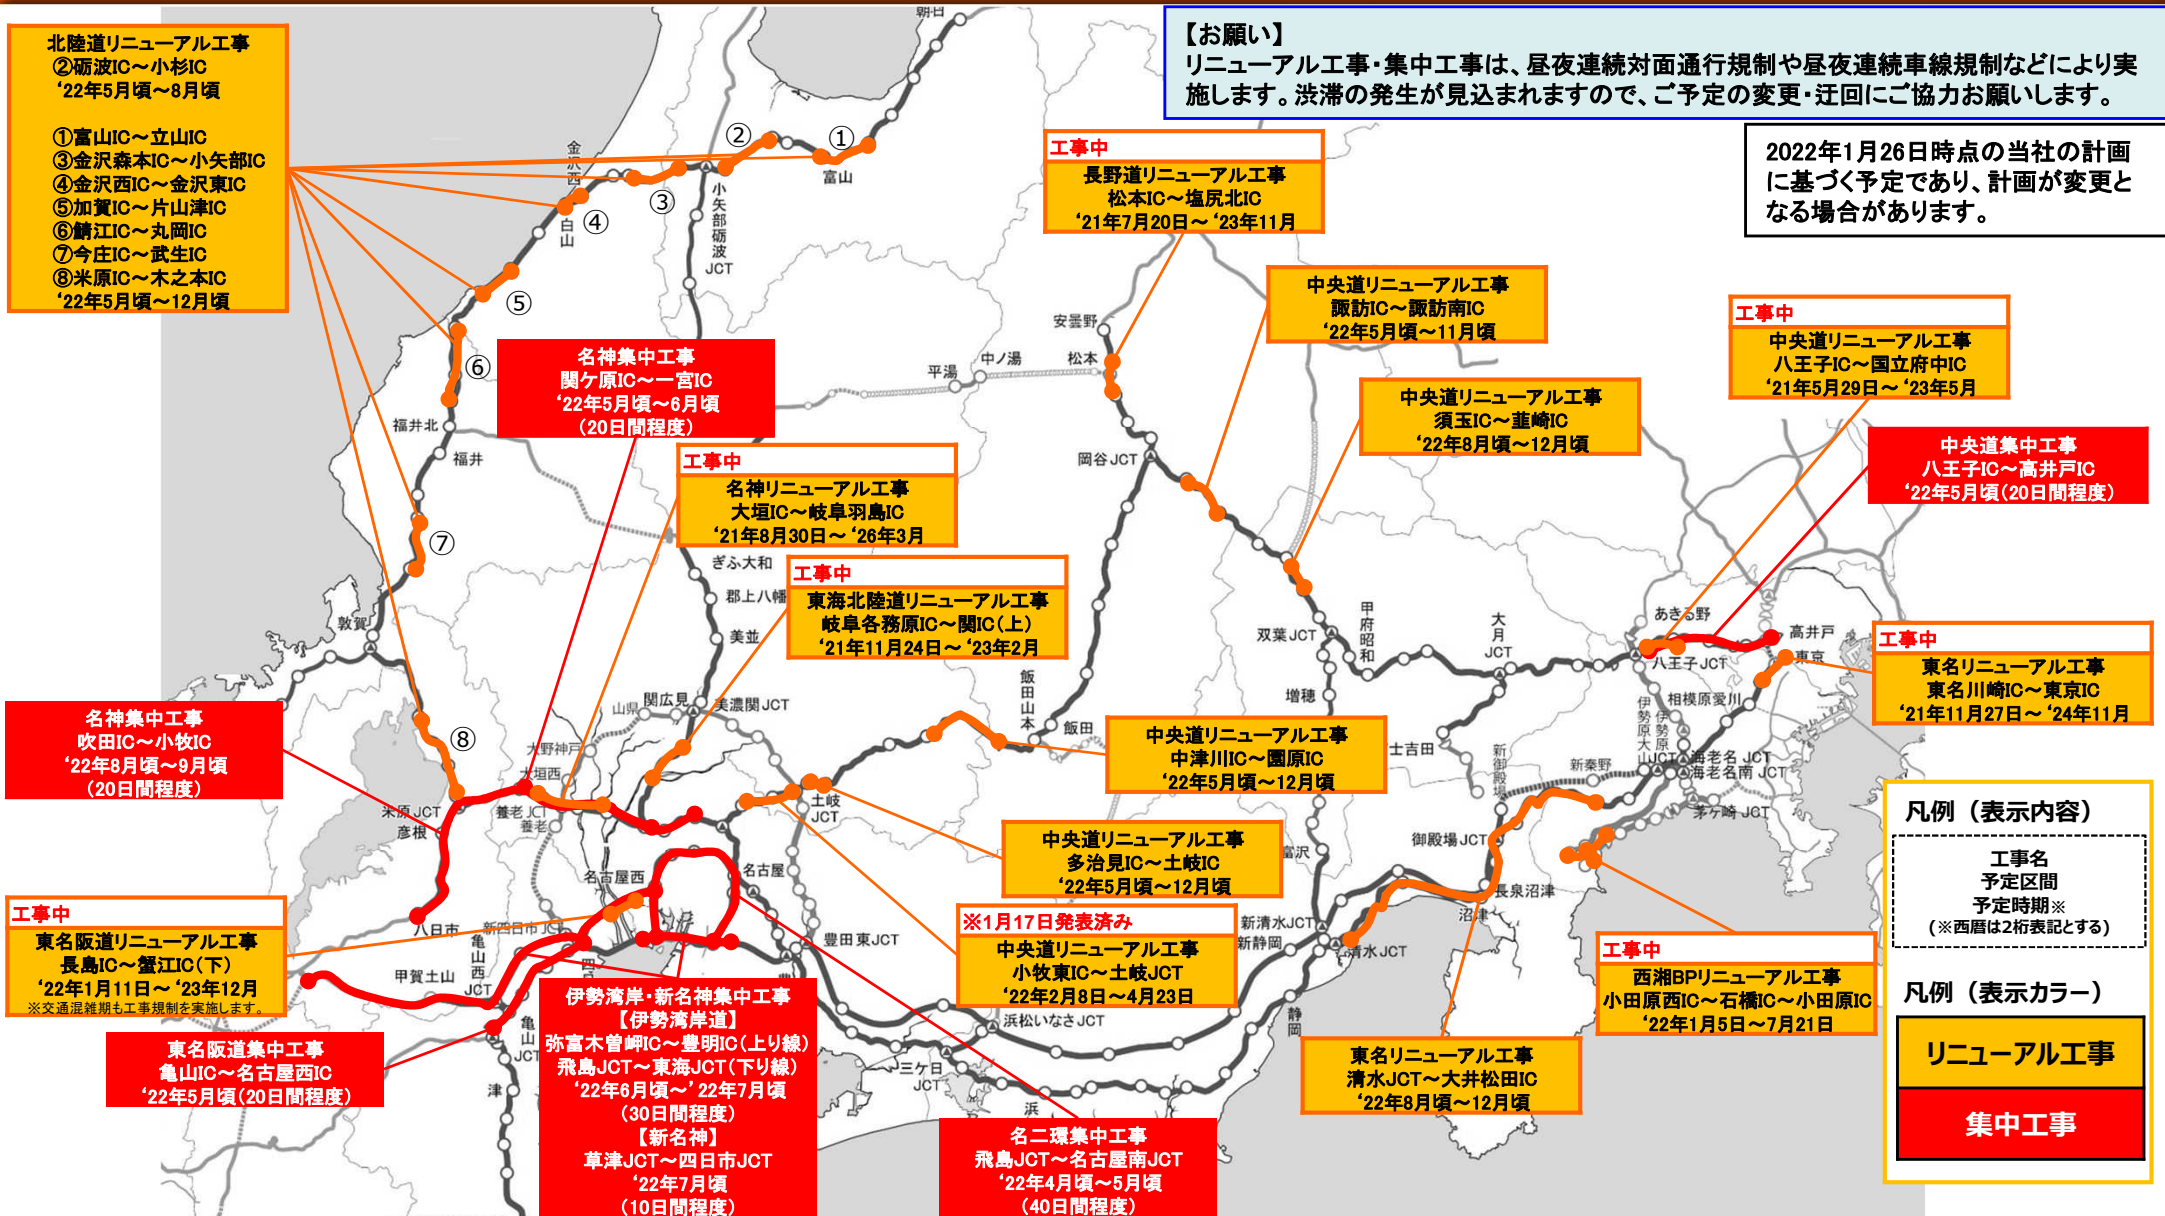 【お願い】
リニューアル工事・集中工事は、昼夜連続対面通行規制や昼夜連続車線規制などにより実
施します。渋滞の発生が見込まれますので、ご予定の変更・迂回にご協力お願いします。
2022年1月26日時点の当社の計画
に基づく予定であり、計画が変更と
なる場合があります。
北陸道リニューアル工事
②砺波IC～小杉IC
‘22年5月頃～8月頃
①富山IC～立山IC
③金沢森本IC～小矢部IC
④金沢西IC～金沢東IC
⑤加賀IC～片山津IC
⑥鯖江IC～丸岡IC
⑦今庄IC～武生IC
⑧米原IC～木之本IC
‘22年5月頃～12月頃
工事中
長野道リニューアル工事
松本IC～塩尻北IC
‘21年7月20日～‘23年11月
中央道リニューアル工事
諏訪IC～諏訪南IC
‘22年5月頃～11月頃
工事中
中央道リニューアル工事
八王子IC～国立府中IC
‘21年5月29日～‘23年5月
名神集中工事
関ケ原IC～一宮IC
‘22年5月頃～6月頃
(20日間程度)
中央道リニューアル工事
須玉IC～韮崎IC
‘22年8月頃～12月頃
中央道集中工事
八王子IC～高井戸IC
‘22年5月頃(20日間程度)
工事中
名神リニューアル工事
大垣IC～岐阜羽島IC
‘21年8月30日～‘26年3月
工事中
東海北陸道リニューアル工事
岐阜各務原IC～関IC(上)
‘21年11月24日～‘23年2月
工事中
東名リニューアル工事
東名川崎IC～東京IC
‘21年11月27日～‘24年11月
名神集中工事
吹田IC～小牧IC
‘22年8月頃～9月頃
(20日間程度)
中央道リニューアル工事
中津川IC～園原IC
‘22年5月頃～12月頃
中央道リニューアル工事
多治見IC～土岐IC
‘22年5月頃～12月頃
工事中
東名阪道リニューアル工事
長島IC～蟹江IC(下)
‘22年1月11日～‘23年12月
※交通混雑期も工事規制を実施します。
※1月17日発表済み
中央道リニューアル工事
小牧東IC～土岐JCT
‘22年2月8日～4月23日
工事中
西湘BPリニューアル工事
小田原西IC～石橋IC～小田原IC
‘22年1月5日～7月21日
東名阪道集中工事
亀山IC～名古屋西IC
‘22年5月頃(20日間程度)
伊勢湾岸・新名神集中工事
【伊勢湾岸道】
弥富木曽岬IC～豊明IC(上り線)
飛島JCT～東海JCT(下り線)
‘22年6月頃～’22年7月頃
(30日間程度)
【新名神】
草津JCT～四日市JCT
‘22年7月頃
(10日間程度)
名二環集中工事
飛島JCT～名古屋南JCT
‘22年4月頃～5月頃
(40日間程度)
東名リニューアル工事
清水JCT～大井松田IC
‘22年8月頃～12月頃
凡例（表示内容）
工事名
予定区間
予定時期※
(※西暦は2桁表記とする)
凡例（表示カラー）
リニューアル工事
集中工事
朝日
①
②
③
④
⑤
⑥
⑦
⑧
富山
金沢西
白山
小矢部砺波JCT
福井北
福井
敦賀
安曇野
松本
中ノ湯
平湯
岡谷JCT
ぎふ大和
郡上八幡
美並
関広見
山県
美濃関JCT
大野神戸
大垣西
養老JCT
養老
米原JCT
彦根
八日市
新四日市JCT
亀山西JCT
甲賀土山
亀山JCT
津
名古屋西
名古屋
土岐JCT
豊田東JCT
飯田山本
飯田
双葉JCT
甲府昭和
増穂
大月JCT
あきる野
八王子JCT
高井戸
東京
相模原愛川
伊勢原JCT
伊勢原大山
海老名JCT
海老名南JCT
茅ヶ崎JCT
新秦野
新御殿場
御殿場JCT
士吉田
富沢
長泉沼津
沼津
新清水JCT
新静岡
清水JCT
静岡
浜松いなさJCT
三ケ日JCT
浜